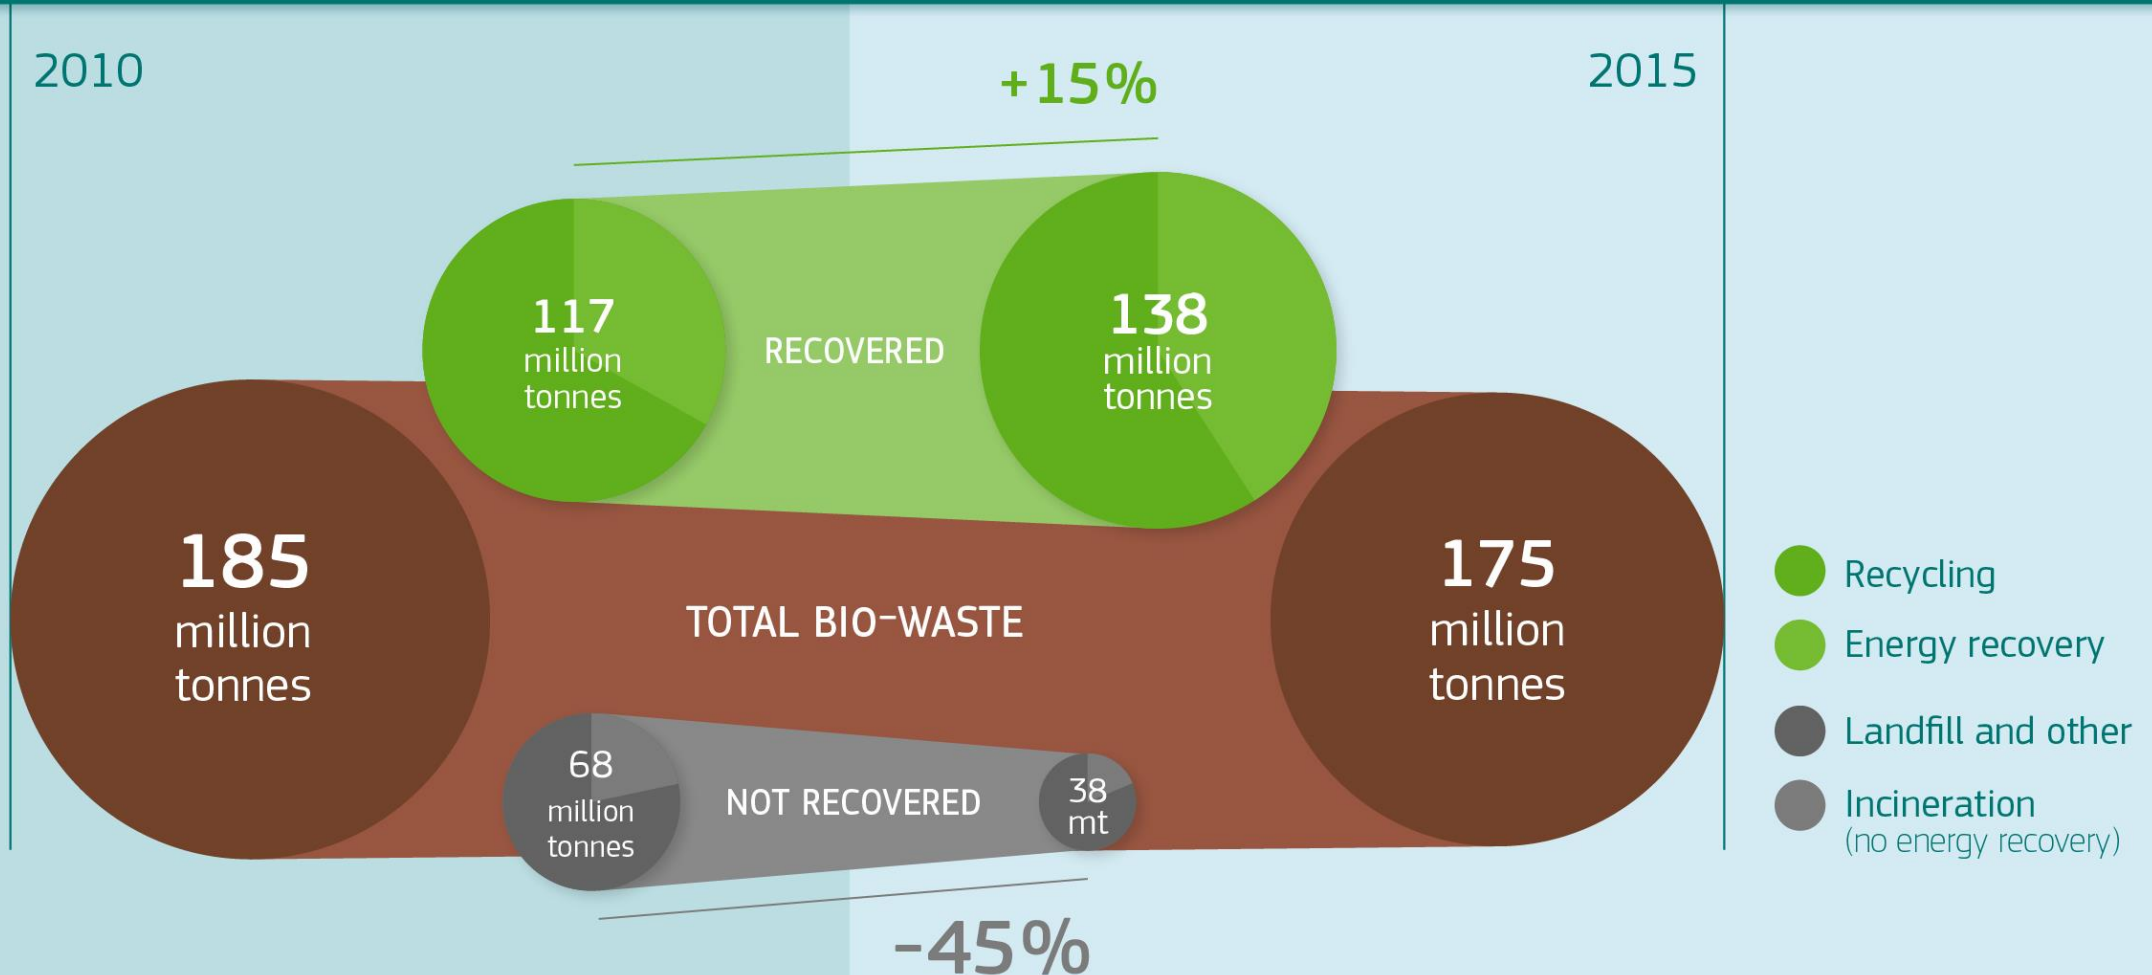 2010
2015
+15%
117
million
tonnes
RECOVERED
138
million
tonnes
185
million
tonnes
TOTAL BIO-WASTE
175
million
tonnes
68
million
tonnes
NOT RECOVERED
38
mt
-45%
Recycling
Energy recovery
Landfill and other
Incineration
(no energy recovery)